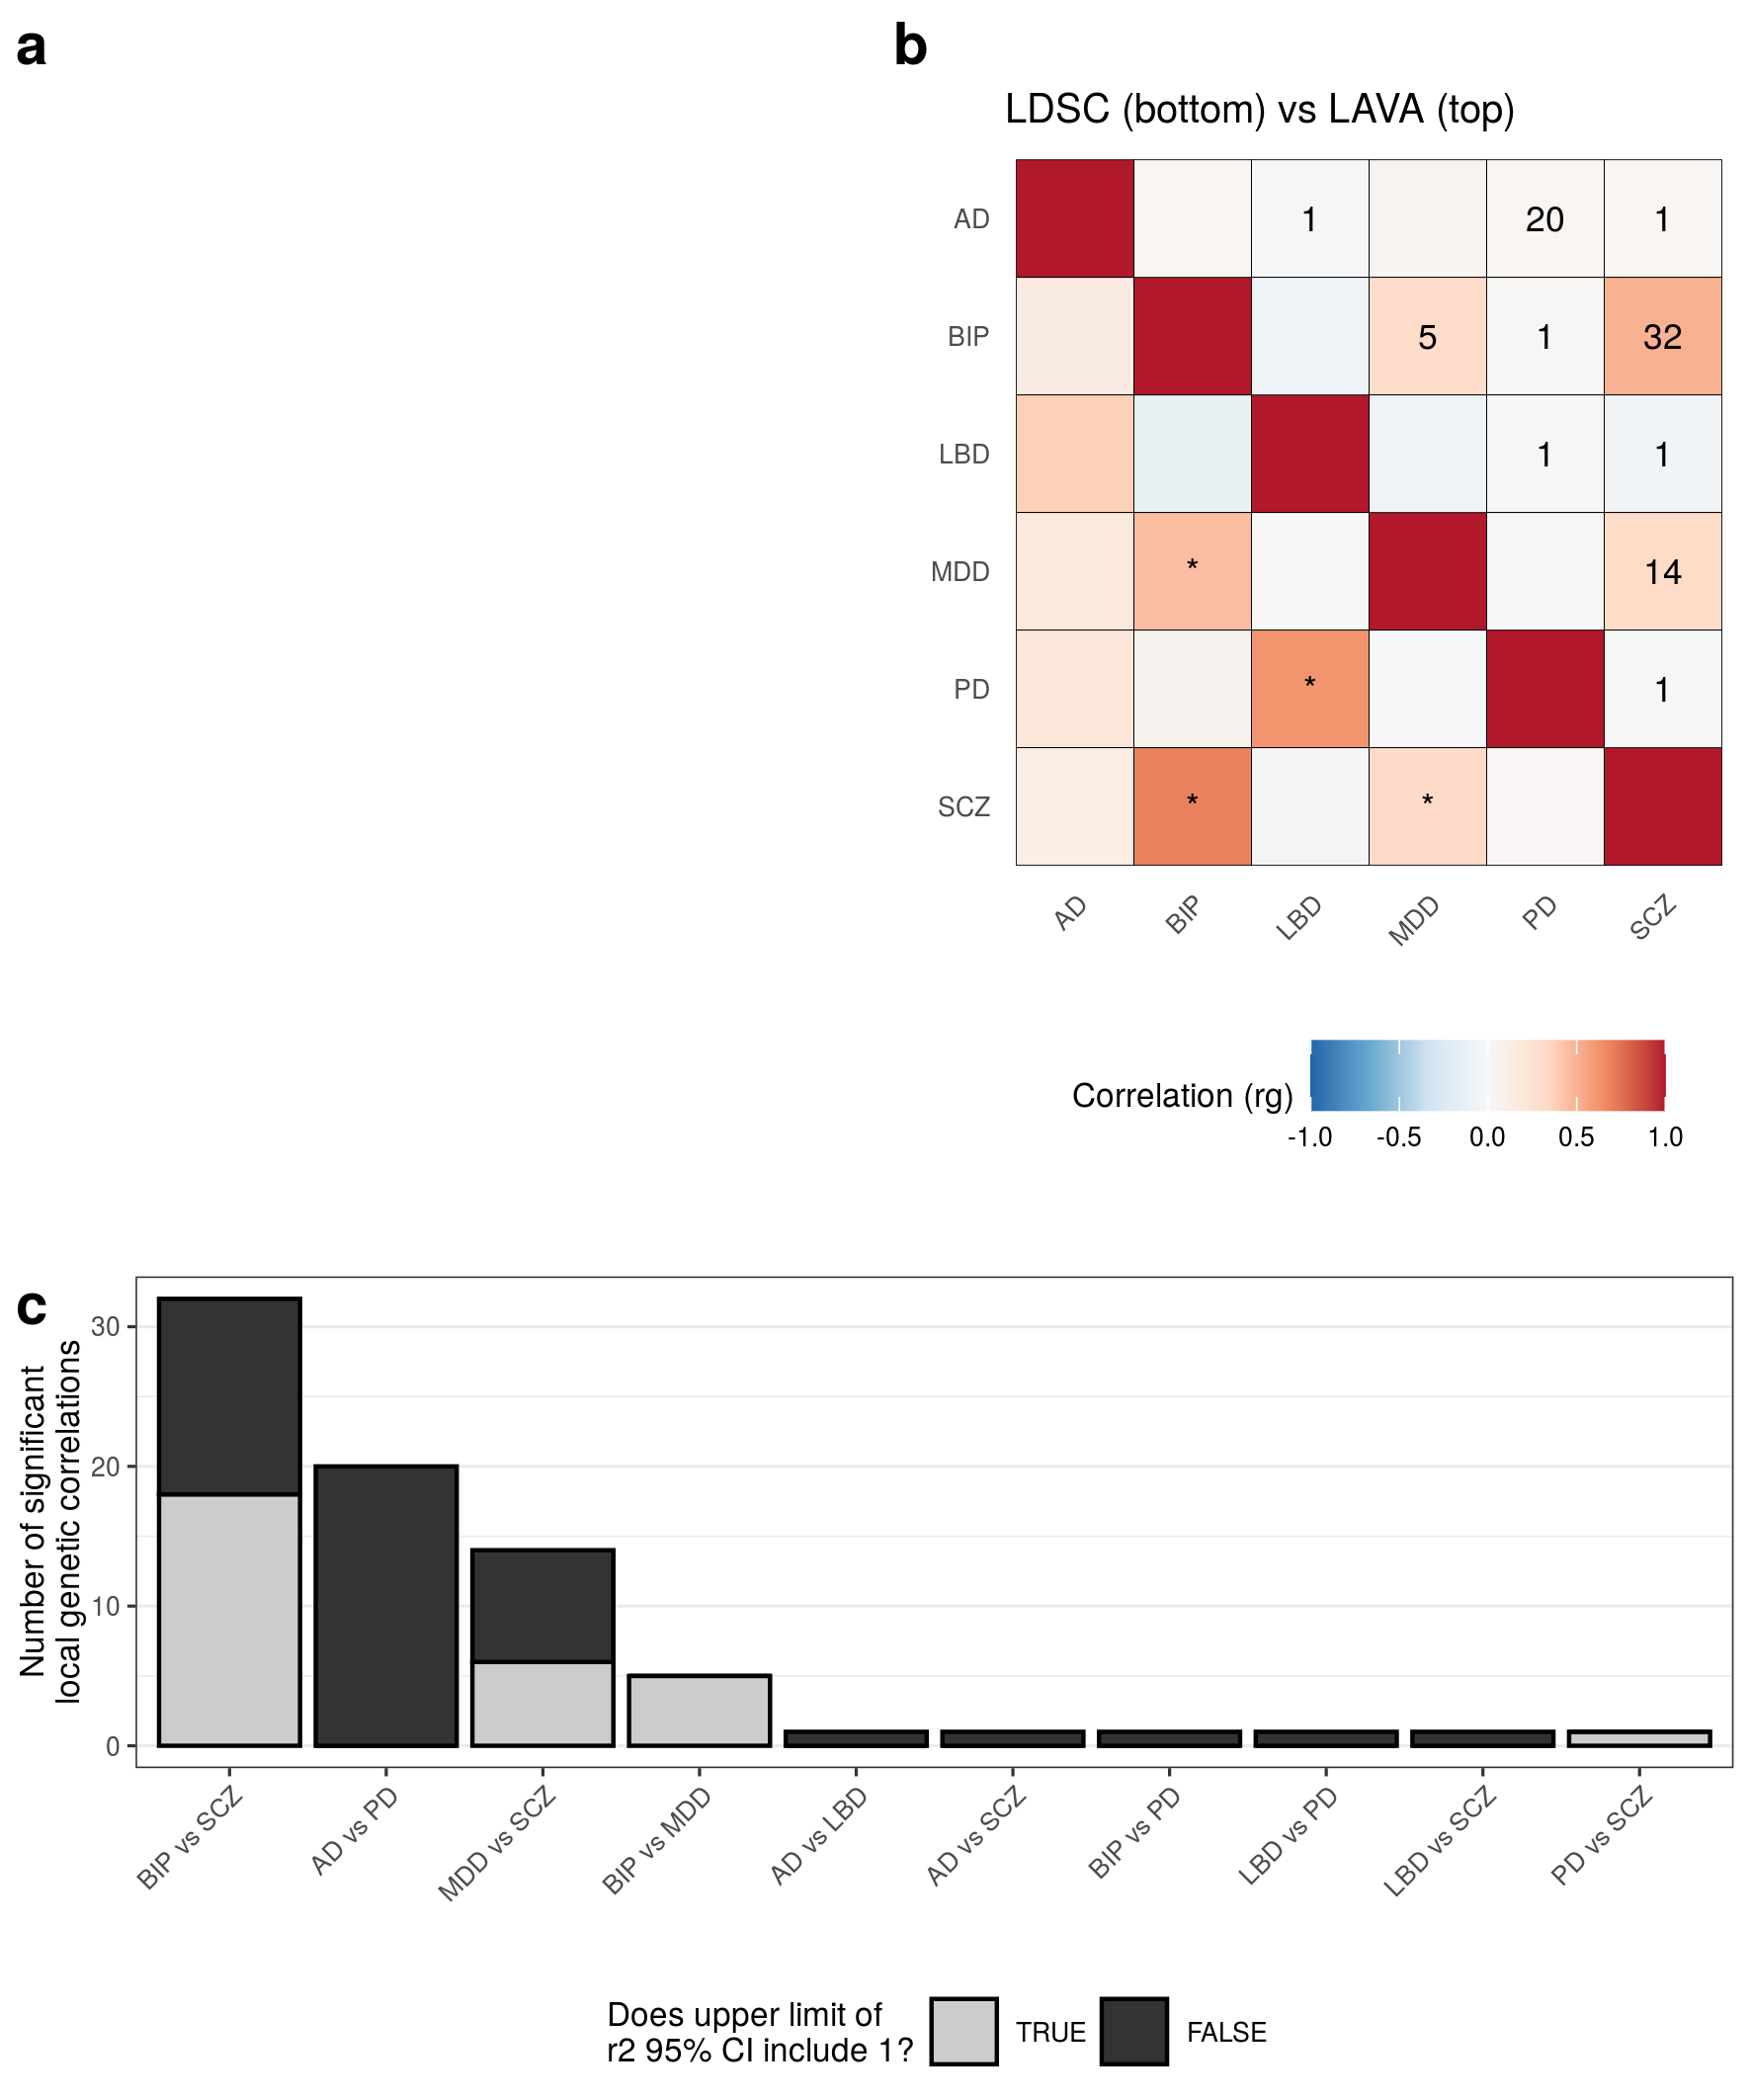 a
b
LDSC (bottom) vs LAVA (top)
AD 1 20 1
BIP 5 1 32
LBD 1 1
MDD * 14
PD * 1
SCZ * *
AD BIP LBD MDD PD SCZ
Correlation (rg)
-1.0 -0.5 0.0 0.5 1.0
c
Number of significant
local genetic correlations
30
20
10
0
BIP vs SCZ
AD vs PD
MDD vs SCZ
BIP vs MDD
AD vs LBD
AD vs SCZ
BIP vs PD
LBD vs PD
LBD vs SCZ
PD vs SCZ
Does upper limit of
r2 95% CI include 1?
TRUE FALSE